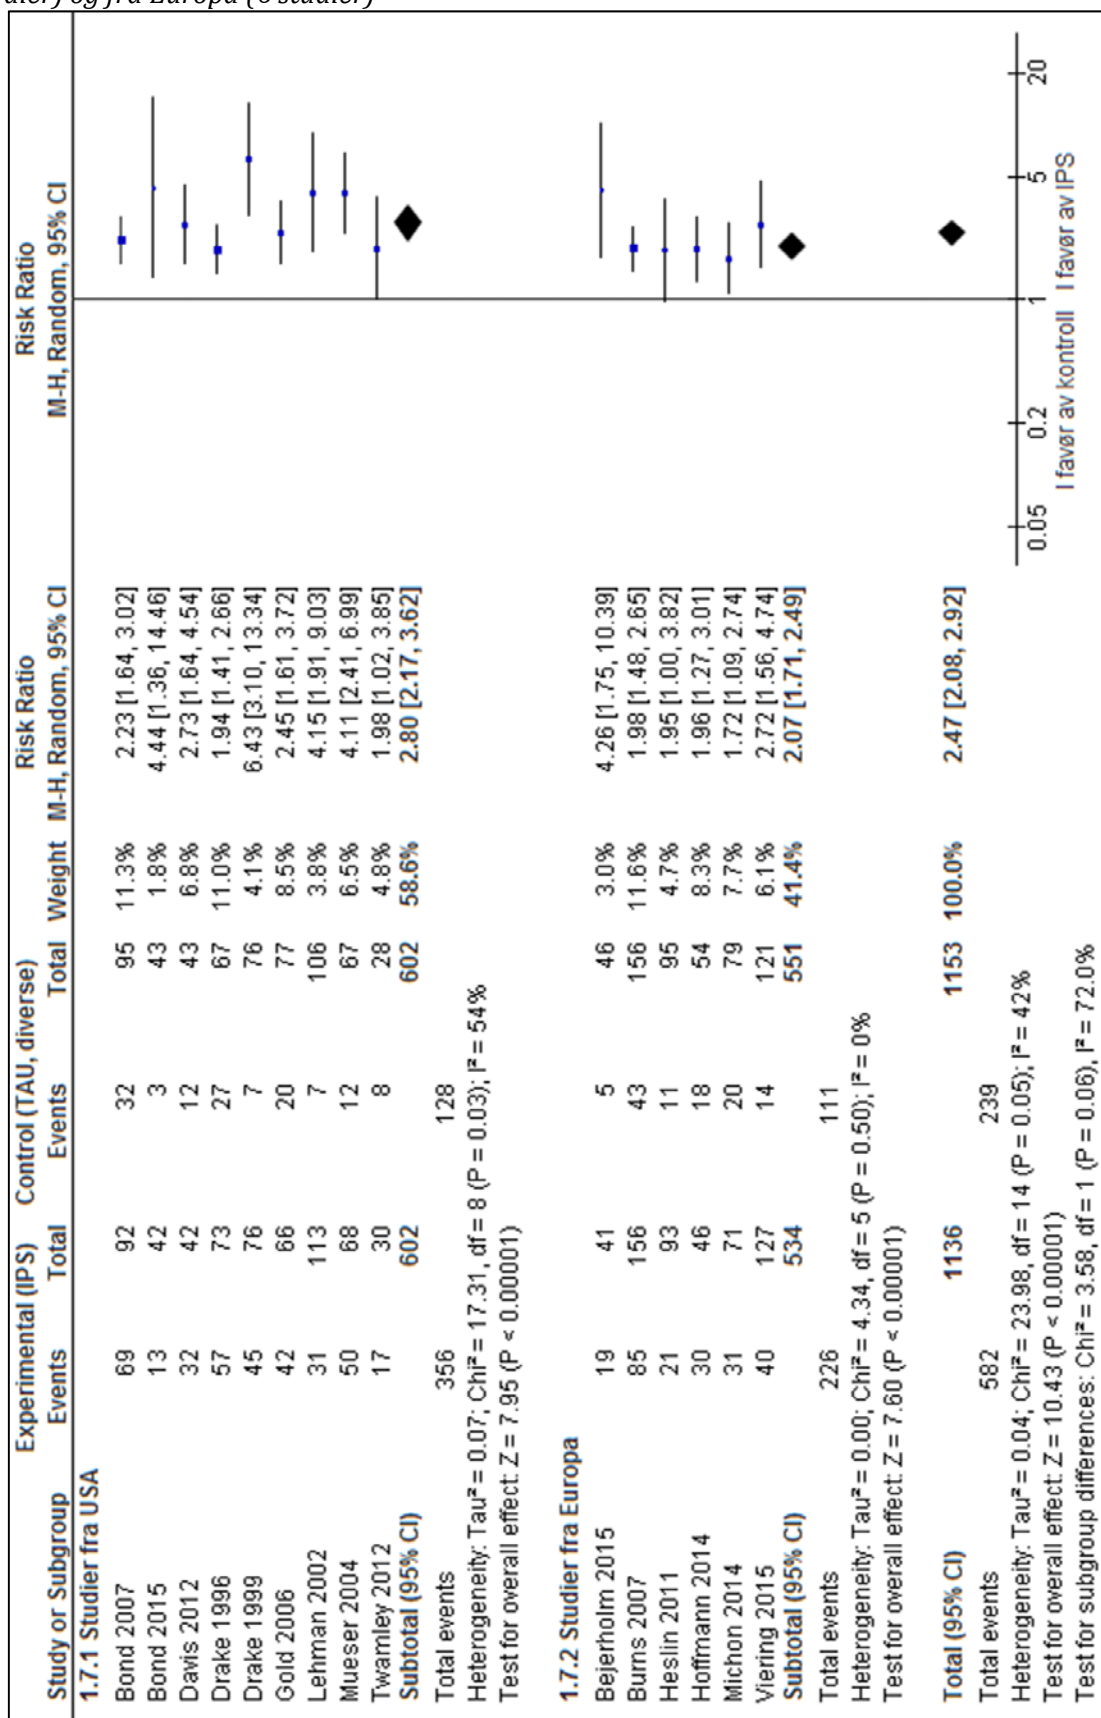 og fra Europa (6 studier)
Experimental (IPS) Control (TAU, diverse) Risk Ratio Risk Ratio
Study or Subgroup Events Total Events Total Weight M-H, Random, 95% CI M-H, Random, 95% CI
1.7.1 Studier fra USA
Bond 2007 69 92 32 95 11.3% 2.23 [1.64, 3.02]
Bond 2015 13 42 3 43 1.8% 4.44 [1.36, 14.46]
Davis 2012 32 42 12 43 6.8% 2.73 [1.64, 4.54]
Drake 1996 57 73 27 67 11.0% 1.94 [1.41, 2.66]
Drake 1999 45 76 7 76 4.1% 6.43 [3.10, 13.34]
Gold 2006 42 66 20 77 8.5% 2.45 [1.61, 3.72]
Lehman 2002 31 113 7 106 3.8% 4.15 [1.91, 9.03]
Mueser 2004 50 68 12 67 6.5% 4.11 [2.41, 6.99]
Twamley 2012 17 30 8 28 4.8% 1.98 [1.02, 3.85]
Subtotal (95% CI) 602 602 58.6% 2.80 [2.17, 3.62]
Total events 356 128
Heterogeneity: Tau² = 0.07; Chi² = 17.31, df = 8 (P = 0.03); I² = 54%
Test for overall effect: Z = 7.95 (P < 0.00001)
1.7.2 Studier fra Europa
Bejerholm 2015 19 41 5 46 3.0% 4.26 [1.75, 10.39]
Burns 2007 85 156 43 156 11.6% 1.98 [1.48, 2.65]
Heslin 2011 21 93 11 95 4.7% 1.95 [1.00, 3.82]
Hoffmann 2014 30 46 18 54 8.3% 1.96 [1.27, 3.01]
Michon 2014 31 71 20 79 7.7% 1.72 [1.09, 2.74]
Viering 2015 40 127 14 121 6.1% 2.72 [1.56, 4.74]
Subtotal (95% CI) 534 551 41.4% 2.07 [1.71, 2.49]
Total events 226 111
Heterogeneity: Tau² = 0.00; Chi² = 4.34, df = 5 (P = 0.50); I² = 0%
Test for overall effect: Z = 7.60 (P < 0.00001)
Total (95% CI) 1136 1153 100.0% 2.47 [2.08, 2.92]
Total events 582 239
Heterogeneity: Tau² = 0.04; Chi² = 23.98, df = 14 (P = 0.05); I² = 42%
Test for overall effect: Z = 10.43 (P < 0.00001)
Test for subgroup differences: Chi² = 3.58, df = 1 (P = 0.06), I² = 72.0%
0.05 0.2 1 5 20
I favør av kontroll I favør av IPS